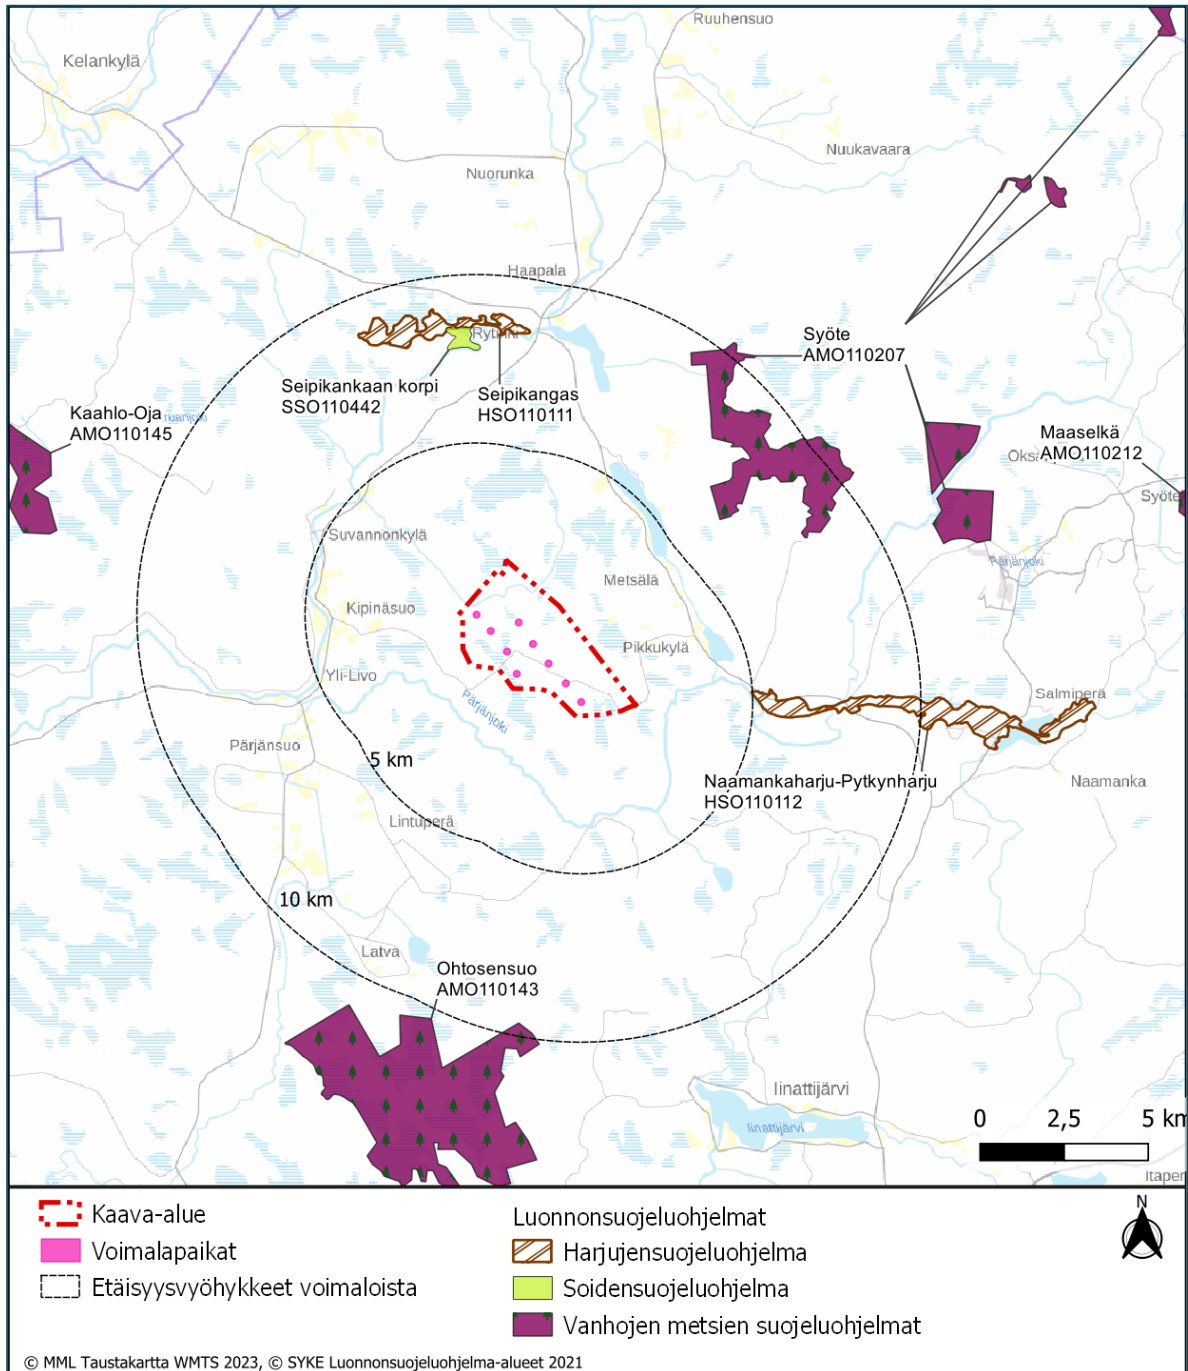 Ruuhensuo
Kelankylä
Nuukavaara
Nuorunka
Haapala
Rytinki
Syöte
AMO110207
Seipikankaan korpi
SSO110442
Seipikangas
HSO110111
Kaahlo-Oja
AMO110145
Maaselkä
AMO110212
Syöte
Suvannonkylä
Pärjänjoki
Metsälä
Kipinäsuo
Pikkukylä
Yli-Livo
Pärjänjoki
Salmiperä
Pärjänsuo
5 km
Naamankaharju-Pytkynharju
HSO110112
Naamanka
Lintuperä
10 km
Latva
Ohtosensuo
AMO110143
Iinattijärvi
Iinattijärvi
0 2,5 5 km
Kaava-alue
Voimalapaikat
Etäisyysvyöhykkeet voimaloista
N
Luonnonsuojeluohjelmat
Harjujensuojeluohjelma
Soidensuojeluohjelma
Vanhojen metsien suojeluohjelmat
© MML Taustakartta WMTS 2023, © SYKE Luonnonsuojeluohjelma-alueet 2021